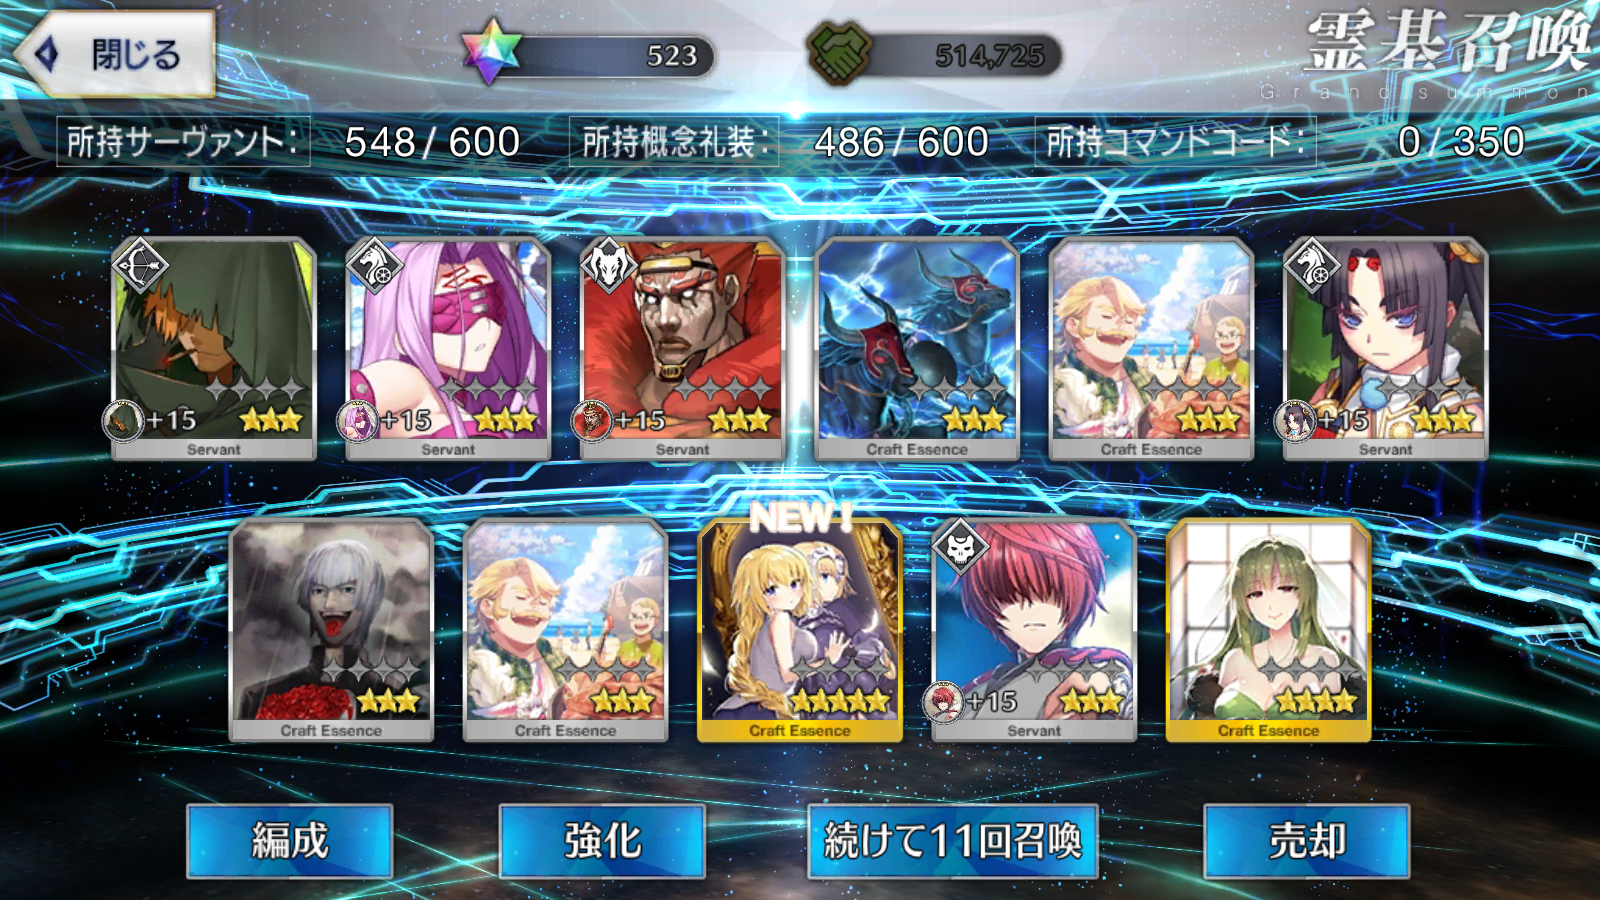 閉じる
523
514,725
霊基召喚
Grand summon
所持サーヴァント: 548 / 600
所持概念礼装: 486 / 600
所持コマンドコード: 0 / 350
+15 Servant
+15 Servant
+15 Servant
Craft Essence
Craft Essence
+15 Servant
Craft Essence
Craft Essence
NEW!
Craft Essence
+15 Servant
Craft Essence
編成
強化
続けて11回召喚
売却